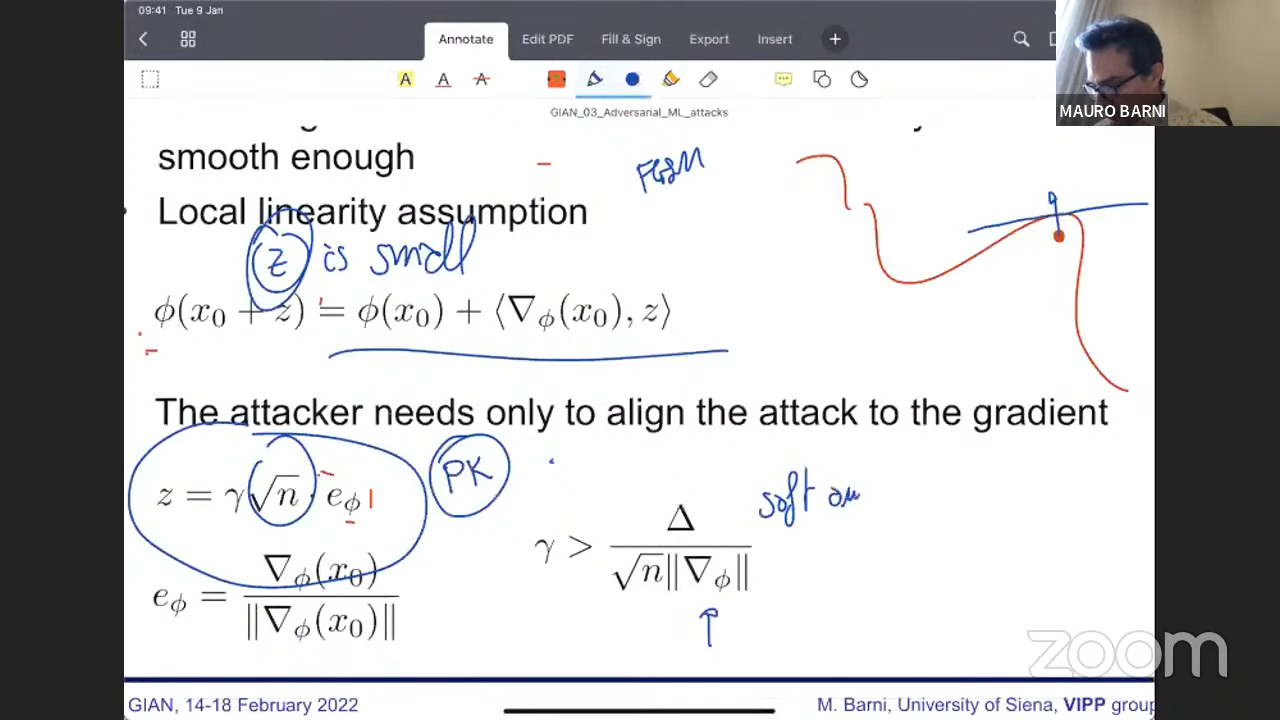 09:41 Tue 9 Jan
Annotate Edit PDF Fill & Sign Export Insert +
A A A
GIAN_03_Adversarial_ML_attacks
MAURO BARNI
smooth enough
FGSM
Local linearity assumption
z is small
ϕ(x₀ + z) = ϕ(x₀) + ⟨∇ϕ(x₀), z⟩
The attacker needs only to align the attack to the gradient
PK
z = γ√n · eϕ
soft ou
γ > Δ / √n‖∇ϕ‖
eϕ = ∇ϕ(x₀) / ‖∇ϕ(x₀)‖
zoom
GIAN, 14-18 February 2022
M. Barni, University of Siena, VIPP group